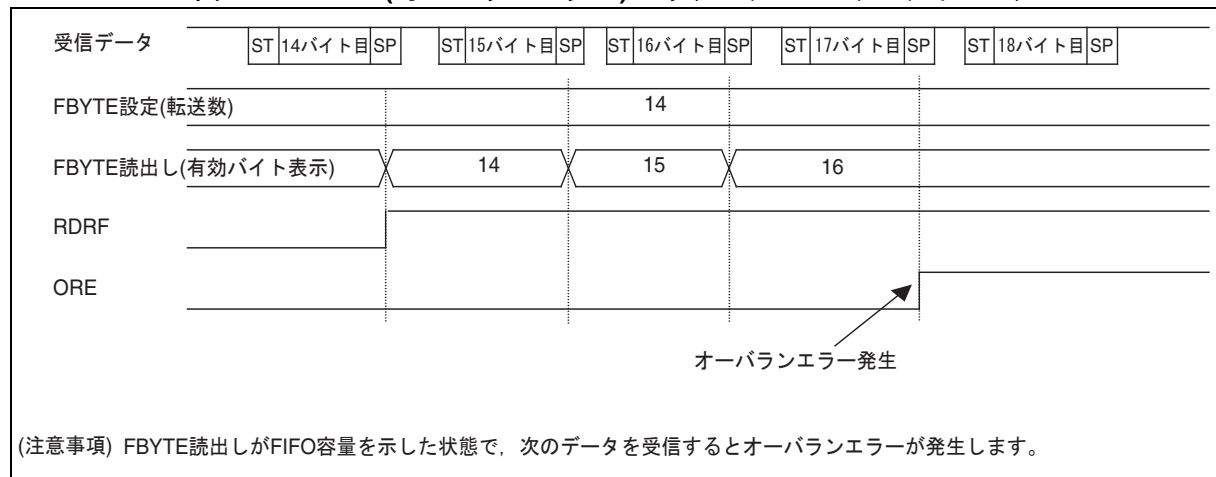 受信データ ST 14バイト目 SP ST 15バイト目 SP ST 16バイト目 SP ST 17バイト目 SP ST 18バイト目 SP
FBYTE設定(転送数) 14
FBYTE読出し(有効バイト表示) 14 15 16
RDRF
ORE
オーバランエラー発生
(注意事項) FBYTE読出しがFIFO容量を示した状態で，次のデータを受信するとオーバランエラーが発生します。